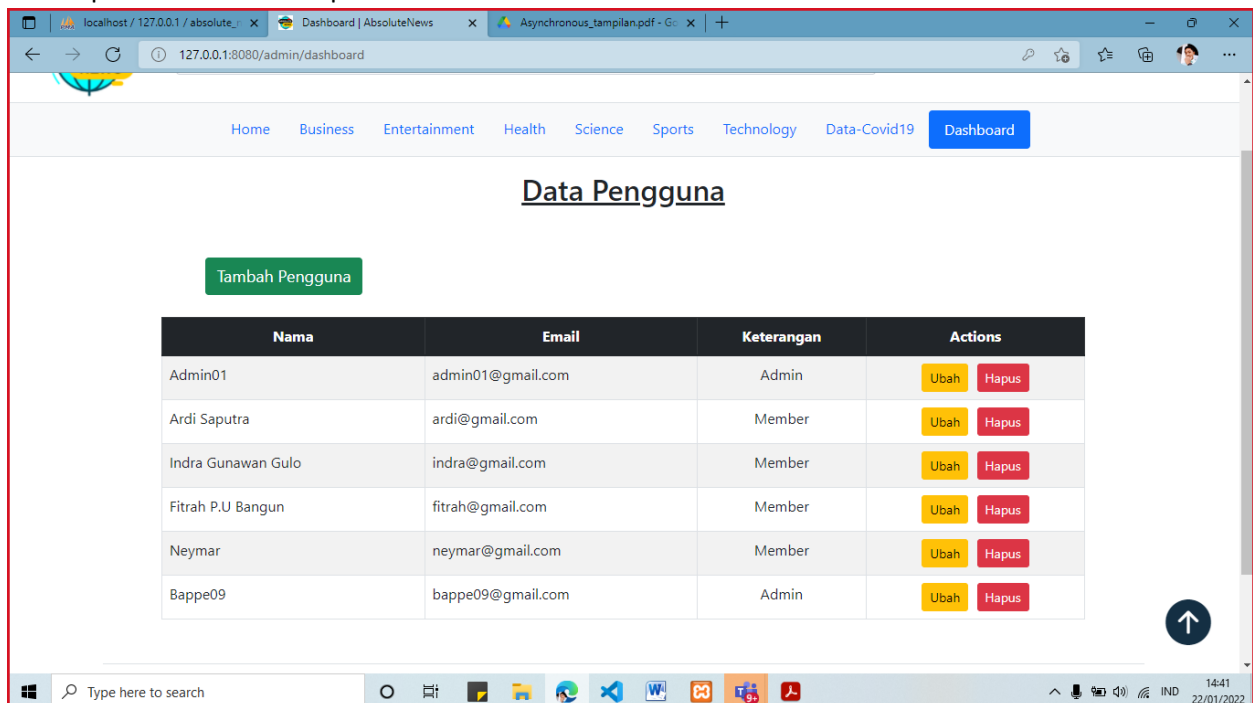 localhost / 127.0.0.1 / absolute_n
Dashboard | AbsoluteNews
Asynchronous_tampilan.pdf - Go
127.0.0.1:8080/admin/dashboard
Home Business Entertainment Health Science Sports Technology Data-Covid19 Dashboard
Data Pengguna
Tambah Pengguna
Nama Email Keterangan Actions
Admin01 admin01@gmail.com Admin Ubah Hapus
Ardi Saputra ardi@gmail.com Member Ubah Hapus
Indra Gunawan Gulo indra@gmail.com Member Ubah Hapus
Fitrah P.U Bangun fitrah@gmail.com Member Ubah Hapus
Neymar neymar@gmail.com Member Ubah Hapus
Bappe09 bappe09@gmail.com Admin Ubah Hapus
Type here to search
9+
IND
14:41
22/01/2022